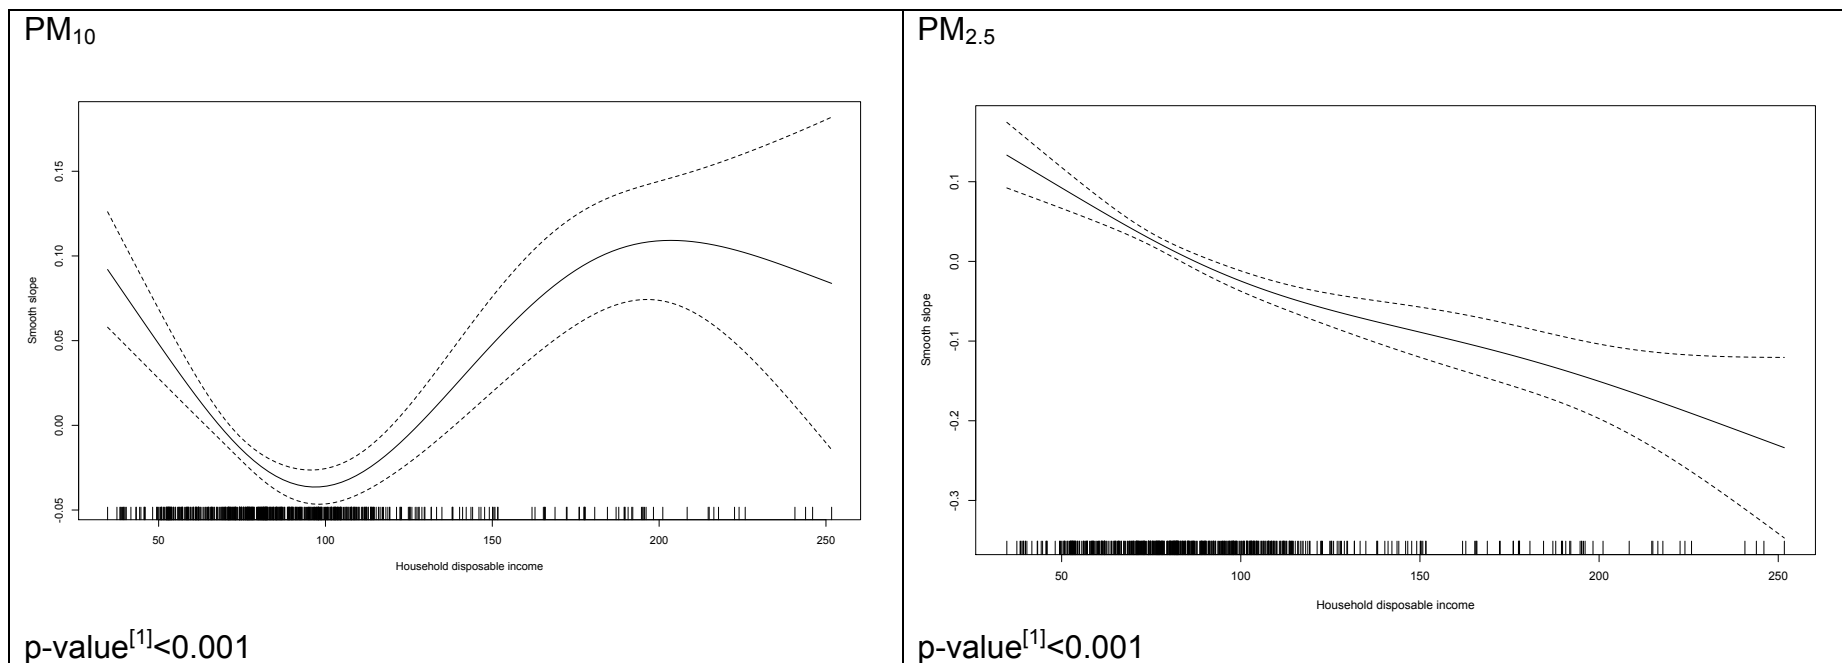 PM10
Smooth slope
0.15
0.10
0.05
0.00
-0.05
50 100 150 200 250
Household disposable income
p-value[1]<0.001
PM2.5
Smooth slope
0.1
0.0
-0.1
-0.2
-0.3
50 100 150 200 250
Household disposable income
p-value[1]<0.001